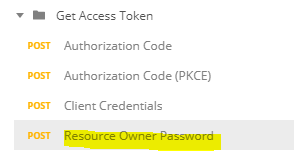 Get Access Token
POST Authorization Code
POST Authorization Code (PKCE)
POST Client Credentials
POST Resource Owner Password